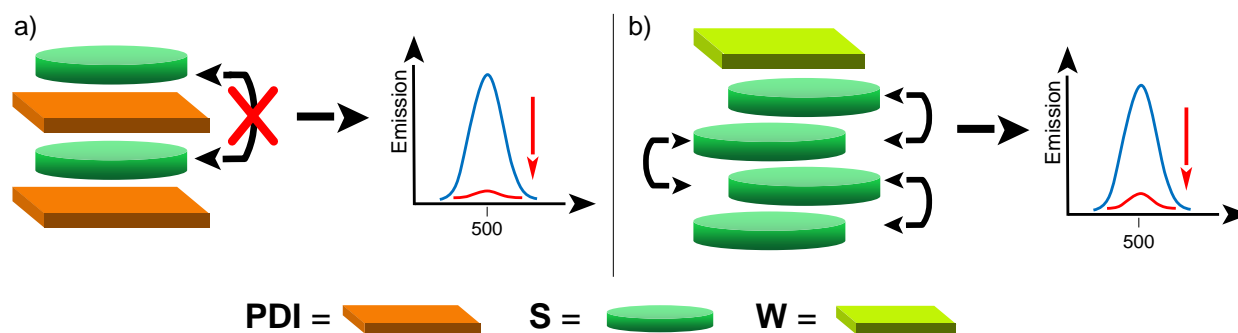 a)
Emission
500
b)
Emission
500
PDI =
S =
W =